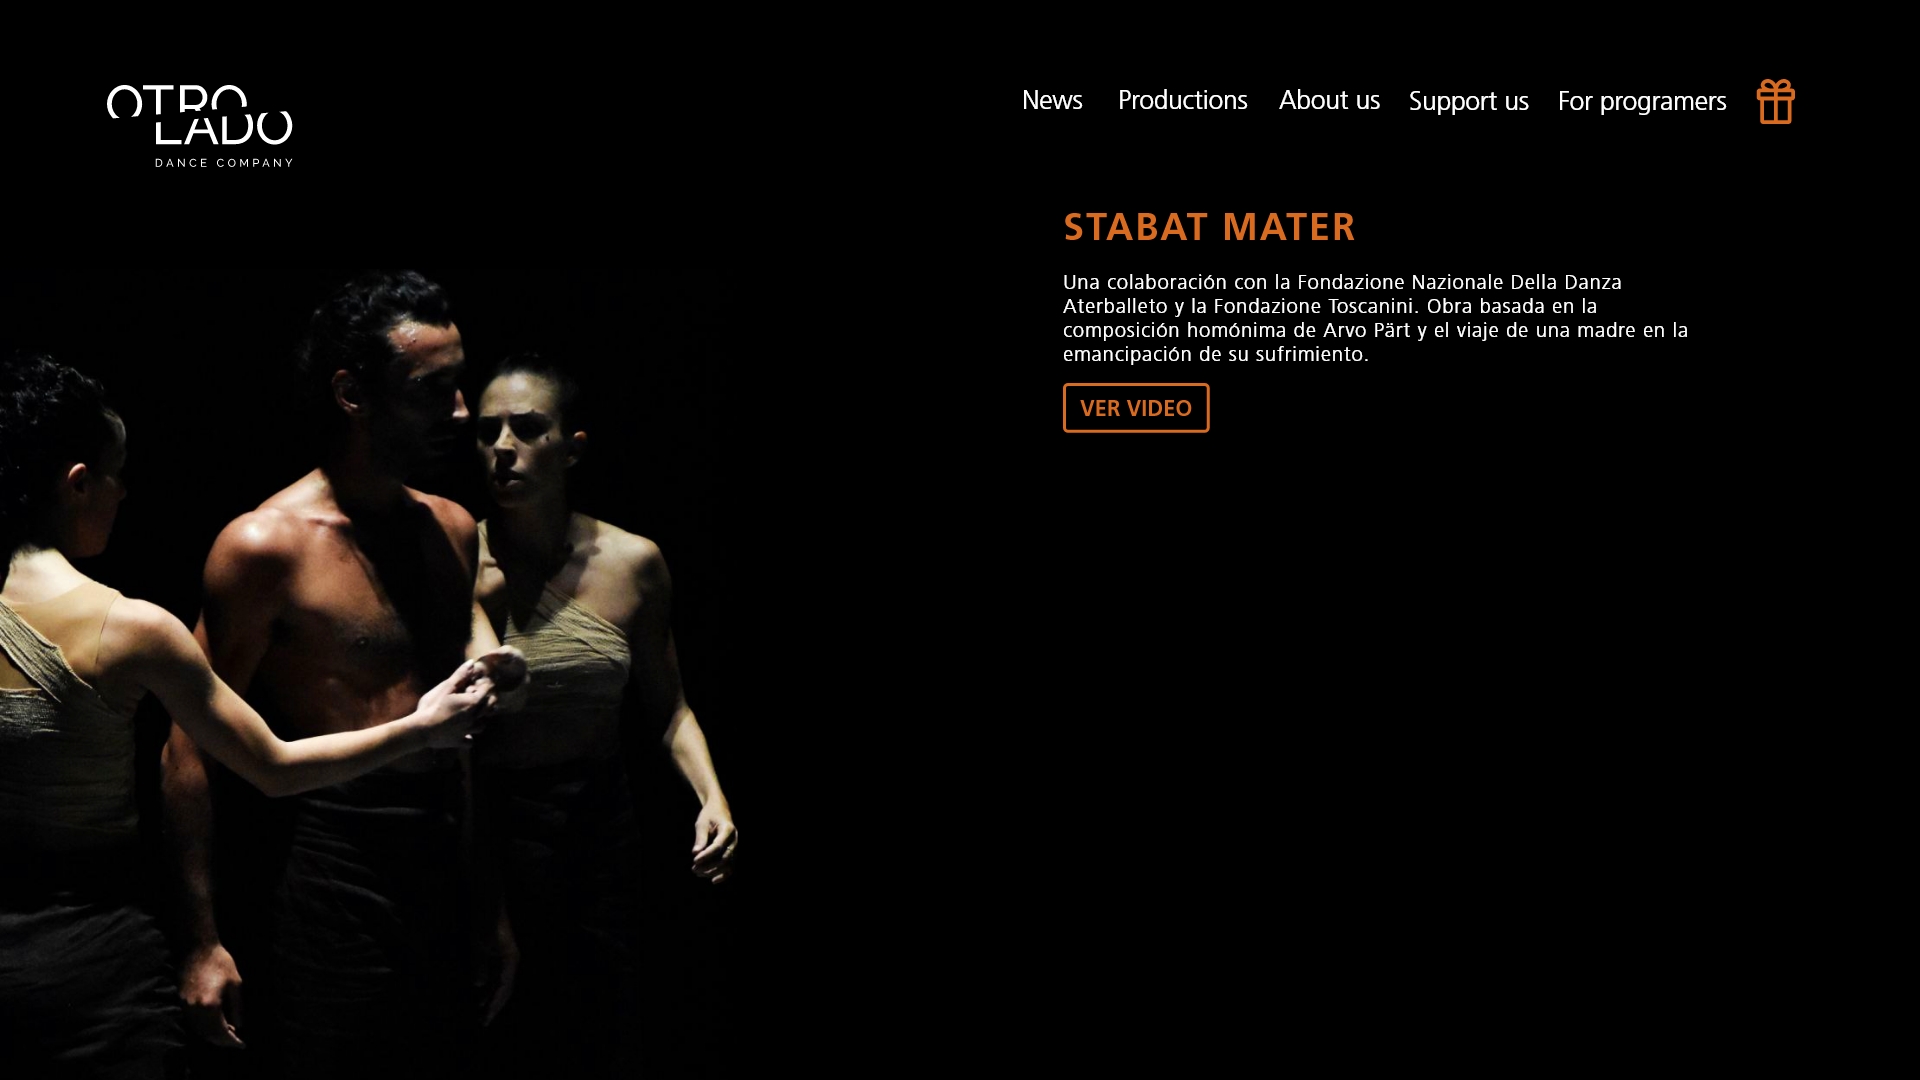 OTRO
LADO
DANCE COMPANY
News Productions About us Support us For programers
STABAT MATER
Una colaboración con la Fondazione Nazionale Della Danza
Aterballeto y la Fondazione Toscanini. Obra basada en la
composición homónima de Arvo Pärt y el viaje de una madre en la
emancipación de su sufrimiento.
VER VIDEO